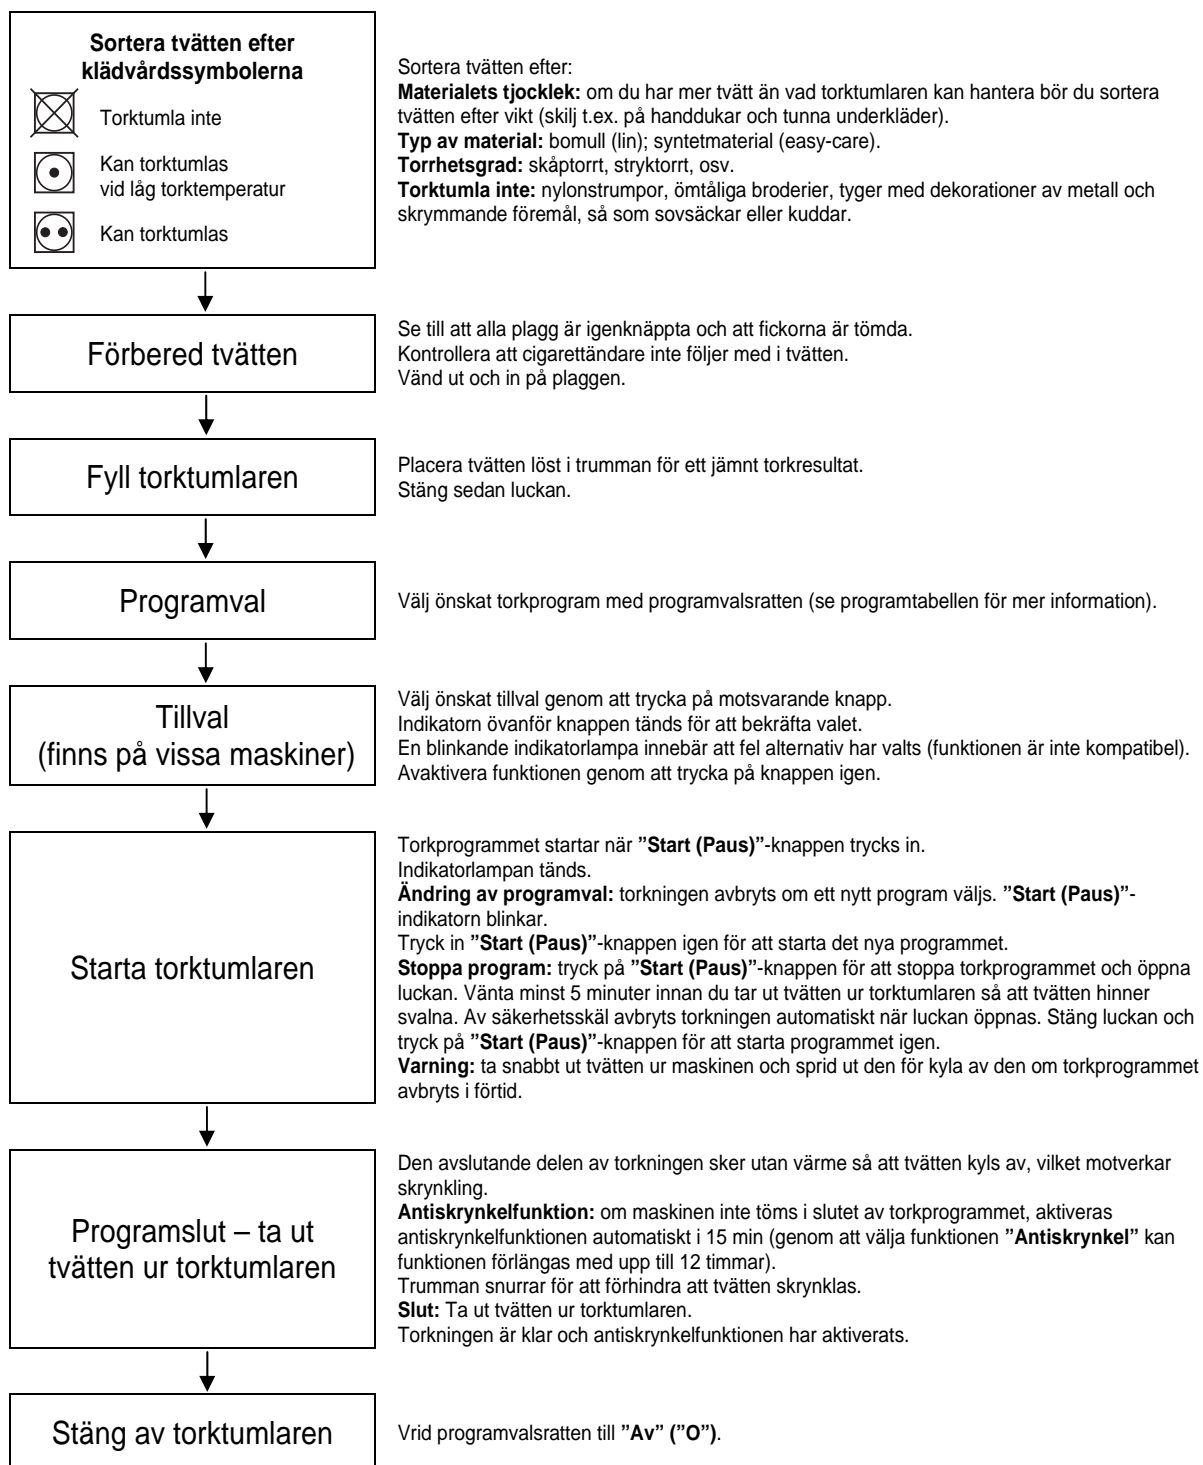 Sortera tvätten efter
klädvårdssymbolerna
Torktumla inte
Kan torktumlas
vid låg torktemperatur
Kan torktumlas
Sortera tvätten efter:
Materialets tjocklek: om du har mer tvätt än vad torktumlaren kan hantera bör du sortera
tvätten efter vikt (skilj t.ex. på handdukar och tunna underkläder).
Typ av material: bomull (lin); syntetmaterial (easy-care).
Torrhetsgrad: skåptorrt, stryktorrt, osv.
Torktumla inte: nylonstrumpor, ömtåliga broderier, tyger med dekorationer av metall och
skrymmande föremål, så som sovsäckar eller kuddar.
Förbered tvätten
Se till att alla plagg är igenknäppta och att fickorna är tömda.
Kontrollera att cigarettändare inte följer med i tvätten.
Vänd ut och in på plaggen.
Fyll torktumlaren
Placera tvätten löst i trumman för ett jämnt torkresultat.
Stäng sedan luckan.
Programval
Välj önskat torkprogram med programvalsratten (se programtabellen för mer information).
Tillval
(finns på vissa maskiner)
Välj önskat tillval genom att trycka på motsvarande knapp.
Indikatorn övanför knappen tänds för att bekräfta valet.
En blinkande indikatorlampa innebär att fel alternativ har valts (funktionen är inte kompatibel).
Avaktivera funktionen genom att trycka på knappen igen.
Starta torktumlaren
Torkprogrammet startar när ”Start (Paus)”-knappen trycks in.
Indikatorlampan tänds.
Ändring av programval: torkningen avbryts om ett nytt program väljs. ”Start (Paus)”-
indikatorn blinkar.
Tryck in ”Start (Paus)”-knappen igen för att starta det nya programmet.
Stoppa program: tryck på ”Start (Paus)”-knappen för att stoppa torkprogrammet och öppna
luckan. Vänta minst 5 minuter innan du tar ut tvätten ur torktumlaren så att tvätten hinner
svalna. Av säkerhetsskäl avbryts torkningen automatiskt när luckan öppnas. Stäng luckan och
tryck på ”Start (Paus)”-knappen för att starta programmet igen.
Varning: ta snabbt ut tvätten ur maskinen och sprid ut den för kyla av den om torkprogrammet
avbryts i förtid.
Programslut – ta ut
tvätten ur torktumlaren
Den avslutande delen av torkningen sker utan värme så att tvätten kyls av, vilket motverkar
skrynkling.
Antiskrynkelfunktion: om maskinen inte töms i slutet av torkprogrammet, aktiveras
antiskrynkelfunktionen automatiskt i 15 min (genom att välja funktionen ”Antiskrynkel” kan
funktionen förlängas med upp till 12 timmar).
Trumman snurrar för att förhindra att tvätten skrynklas.
Slut: Ta ut tvätten ur torktumlaren.
Torkningen är klar och antiskrynkelfunktionen har aktiverats.
Stäng av torktumlaren
Vrid programvalsratten till ”Av” (”O”).